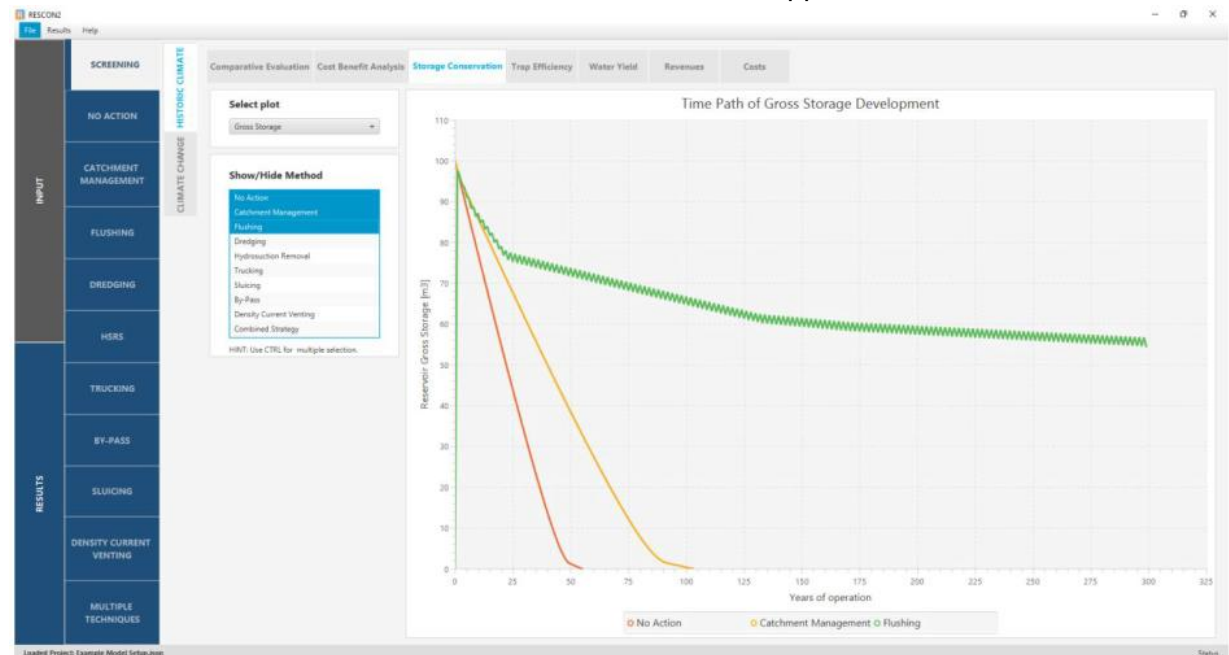 RESCON2
File Results Help
INPUT
RESULTS
SCREENING
NO ACTION
CATCHMENT
MANAGEMENT
FLUSHING
DREDGING
HSRS
TRUCKING
BY-PASS
SLUICING
DENSITY CURRENT
VENTING
MULTIPLE
TECHNIQUES
HISTORIC CLIMATE
CLIMATE CHANGE
Comparative Evaluation Cost Benefit Analysis Storage Conservation Trap Efficiency Water Yield Revenues Costs
Select plot
Gross Storage
Show/Hide Method
No Action
Catchment Management
Flushing
Dredging
Hydrosuction Removal
Trucking
Sluicing
By-Pass
Density Current Venting
Combined Strategy
HINT: Use CTRL for multiple selection.
Time Path of Gross Storage Development
Reservoir Gross Storage [m3]
110
100
90
80
70
60
50
40
30
20
10
0
0 25 50 75 100 125 150 175 200 225 250 275 300 325
Years of operation
No Action Catchment Management Flushing
Loaded Project: Example Model Setup.json
Status